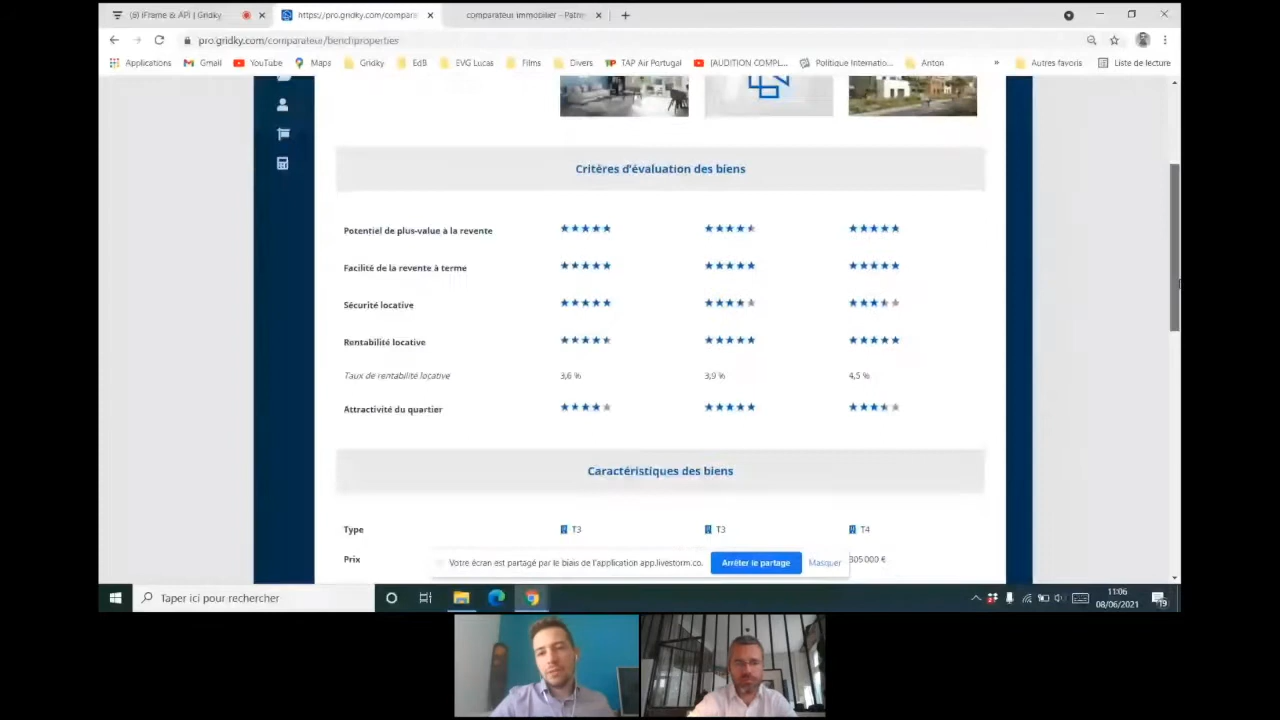 (8) iFrame & API | Gridky
https://pro.gridky.com/compara
comparateur immobilier - Patri
pro.gridky.com/comparateur/benchproperties
Applications Gmail YouTube Maps Gridky EdB EVG Lucas Films Divers TAP Air Portugal [AUDITION COMPL... Politique Internatio... Anton » Autres favoris Liste de lecture
Critères d'évaluation des biens
Potentiel de plus-value à la revente
Facilité de la revente à terme
Sécurité locative
Rentabilité locative
Taux de rentabilité locative 3,6 % 3,9 % 4,5 %
Attractivité du quartier
Caractéristiques des biens
Type T3 T3 T4
Prix 305 000 €
Votre écran est partagé par le biais de l'application app.livestorm.co. Arrêter le partage Masquer
Taper ici pour rechercher
11:06
08/06/2021
19